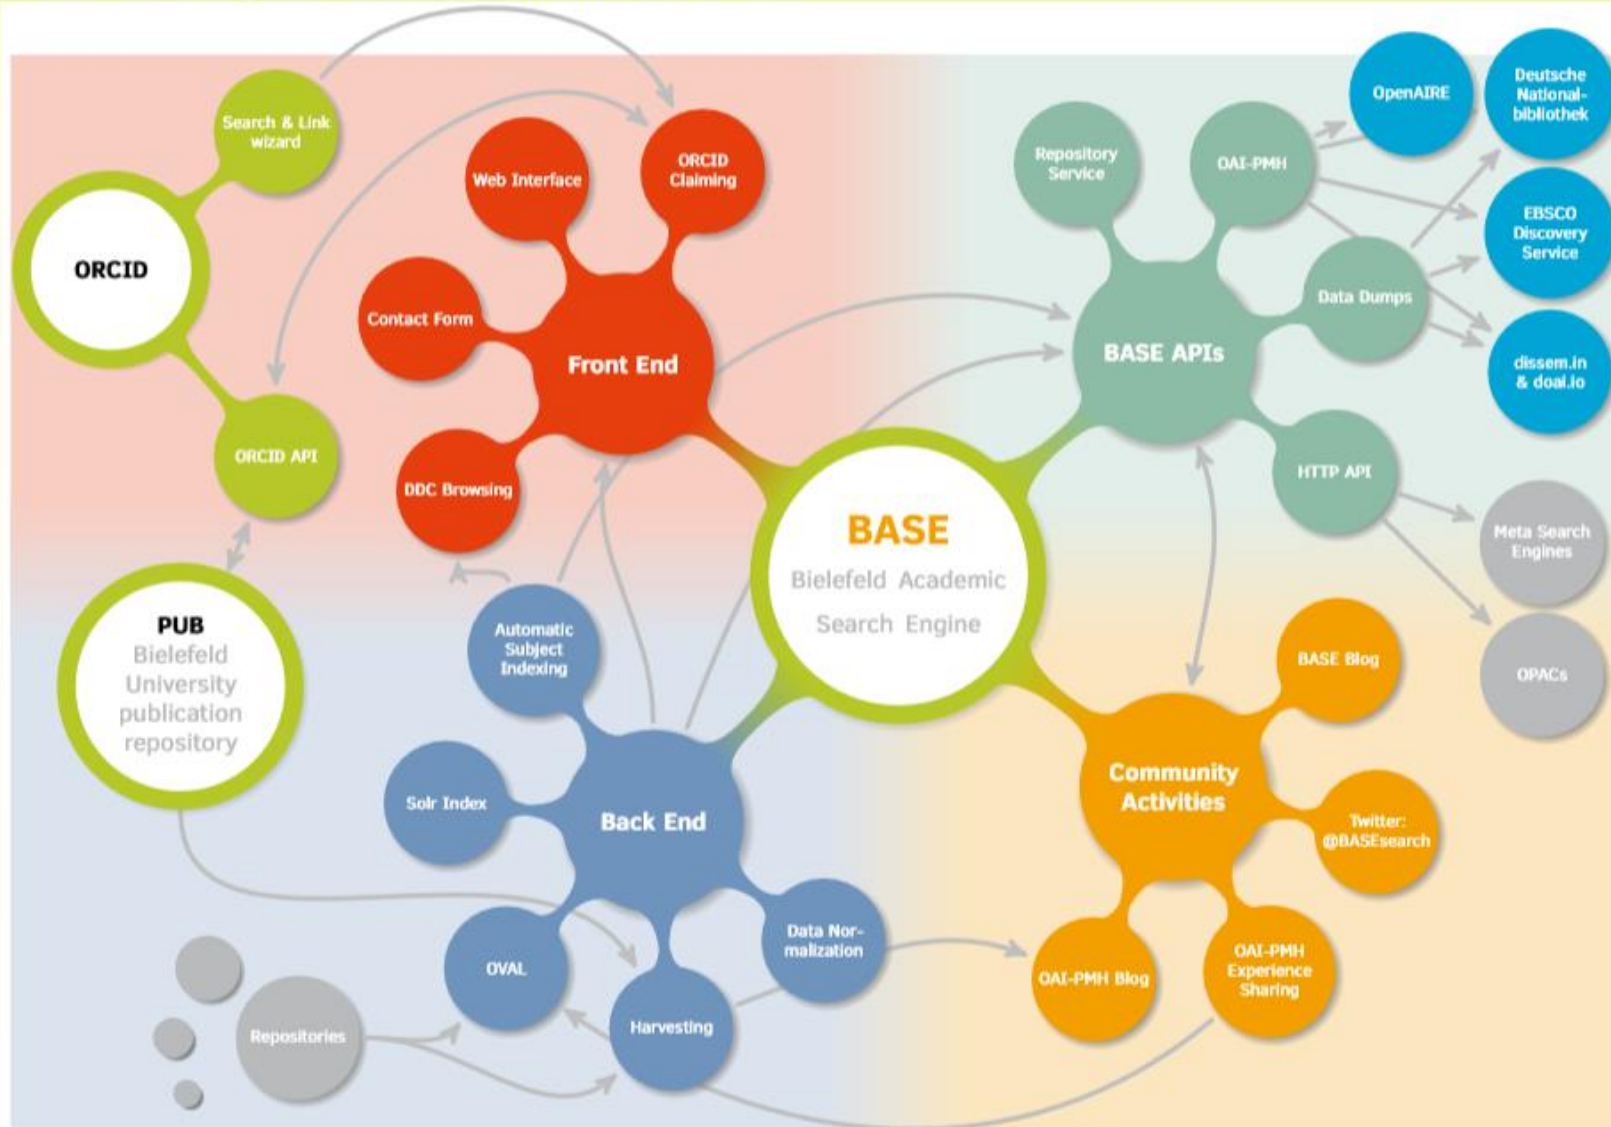 Search & Link
wizard
ORCID
ORCID API
PUB
Bielefeld
University
publication
repository
Repositories
Web Interface
ORCID
Claiming
Contact Form
Front End
DDC Browsing
BASE
Bielefeld Academic
Search Engine
Automatic
Subject
Indexing
Solr Index
Back End
OVAL
Harvesting
Data Nor-
malization
Repository
Service
OAI-PMH
BASE APIs
Data Dumps
HTTP API
OpenAIRE
Deutsche
National-
bibliothek
EBSCO
Discovery
Service
dissem.in
& doai.io
Meta Search
Engines
OPACs
BASE Blog
Community
Activities
Twitter:
@BASEsearch
OAI-PMH Blog
OAI-PMH
Experience
Sharing